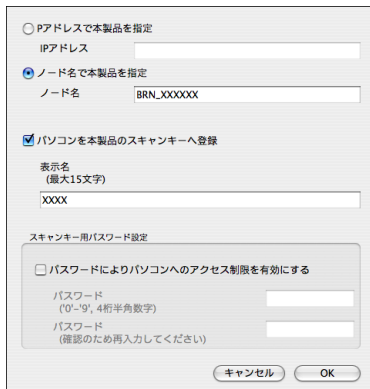 Pアドレスで本製品を指定
IPアドレス
ノード名で本製品を指定
ノード名
BRN_XXXXXX
パソコンを本製品のスキャンキーへ登録
表示名
(最大15文字)
XXXX
スキャンキー用パスワード設定
パスワードによりパソコンへのアクセス制限を有効にする
パスワード
('0'-'9', 4桁半角数字)
パスワード
(確認のため再入力してください)
キャンセル
OK